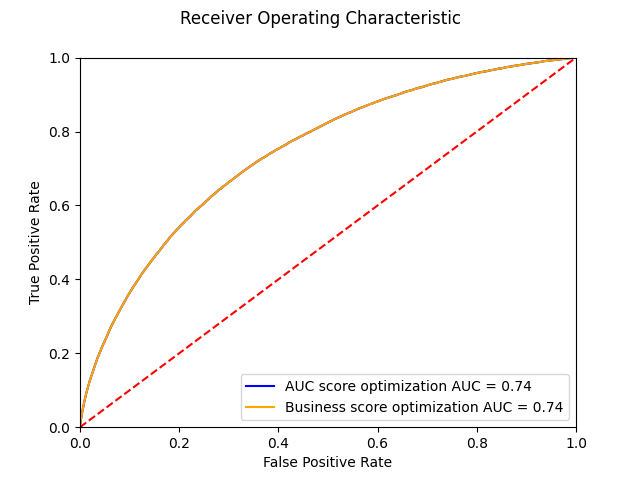 Receiver Operating Characteristic
1.0
0.8
0.6
0.4
0.2
0.0
True Positive Rate
AUC score optimization AUC = 0.74
Business score optimization AUC = 0.74
0.0 0.2 0.4 0.6 0.8 1.0
False Positive Rate